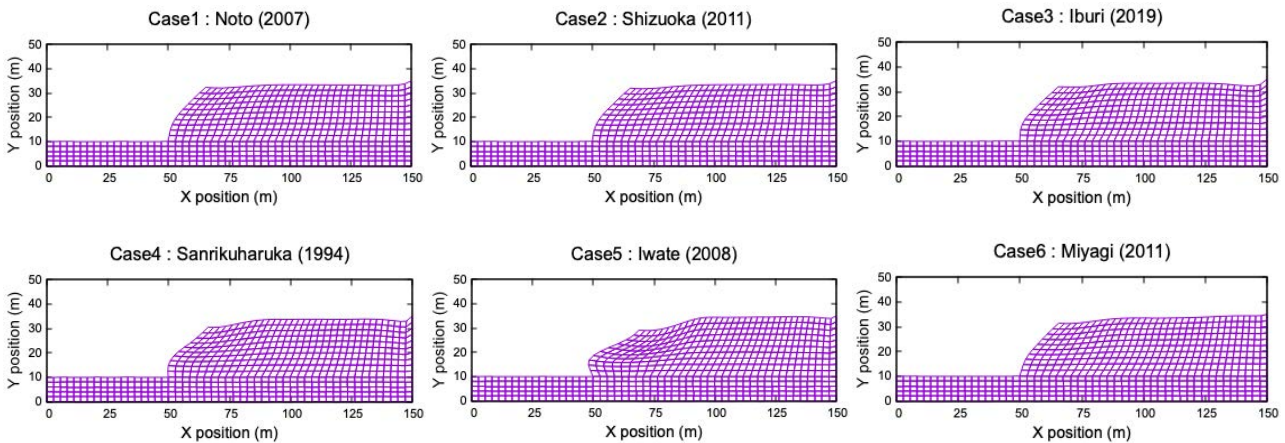 Case1 : Noto (2007)
Y position (m)
50
40
30
20
10
0
0 25 50 75 100 125 150
X position (m)
Case2 : Shizuoka (2011)
Y position (m)
50
40
30
20
10
0
0 25 50 75 100 125 150
X position (m)
Case3 : Iburi (2019)
Y position (m)
50
40
30
20
10
0
0 25 50 75 100 125 150
X position (m)
Case4 : Sanrikuharuka (1994)
Y position (m)
50
40
30
20
10
0
0 25 50 75 100 125 150
X position (m)
Case5 : Iwate (2008)
Y position (m)
50
40
30
20
10
0
0 25 50 75 100 125 150
X position (m)
Case6 : Miyagi (2011)
Y position (m)
50
40
30
20
10
0
0 25 50 75 100 125 150
X position (m)